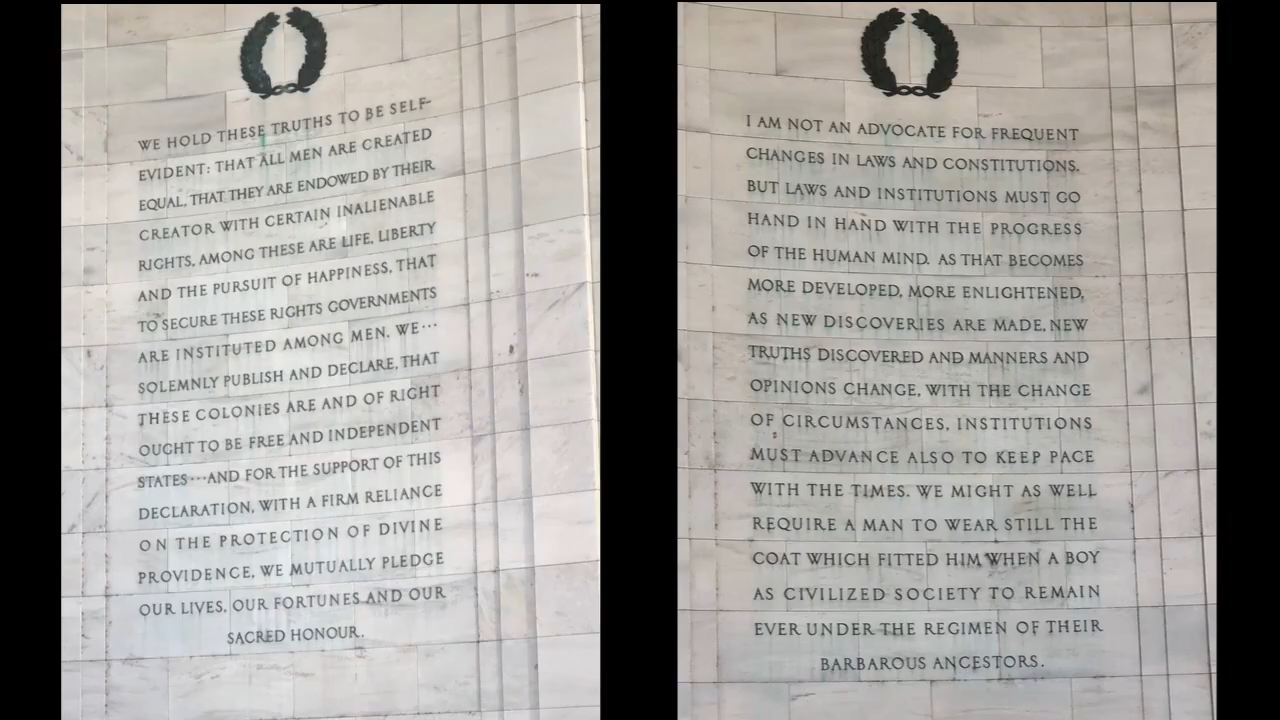 WE HOLD THESE TRUTHS TO BE SELF-
EVIDENT: THAT ALL MEN ARE CREATED
EQUAL, THAT THEY ARE ENDOWED BY THEIR
CREATOR WITH CERTAIN INALIENABLE
RIGHTS, AMONG THESE ARE LIFE, LIBERTY
AND THE PURSUIT OF HAPPINESS, THAT
TO SECURE THESE RIGHTS GOVERNMENTS
ARE INSTITUTED AMONG MEN. WE···
SOLEMNLY PUBLISH AND DECLARE, THAT
THESE COLONIES ARE AND OF RIGHT
OUGHT TO BE FREE AND INDEPENDENT
STATES···AND FOR THE SUPPORT OF THIS
DECLARATION, WITH A FIRM RELIANCE
ON THE PROTECTION OF DIVINE
PROVIDENCE, WE MUTUALLY PLEDGE
OUR LIVES, OUR FORTUNES AND OUR
SACRED HONOUR.
I AM NOT AN ADVOCATE FOR FREQUENT
CHANGES IN LAWS AND CONSTITUTIONS.
BUT LAWS AND INSTITUTIONS MUST GO
HAND IN HAND WITH THE PROGRESS
OF THE HUMAN MIND. AS THAT BECOMES
MORE DEVELOPED, MORE ENLIGHTENED,
AS NEW DISCOVERIES ARE MADE, NEW
TRUTHS DISCOVERED AND MANNERS AND
OPINIONS CHANGE, WITH THE CHANGE
OF CIRCUMSTANCES, INSTITUTIONS
MUST ADVANCE ALSO TO KEEP PACE
WITH THE TIMES. WE MIGHT AS WELL
REQUIRE A MAN TO WEAR STILL THE
COAT WHICH FITTED HIM WHEN A BOY
AS CIVILIZED SOCIETY TO REMAIN
EVER UNDER THE REGIMEN OF THEIR
BARBAROUS ANCESTORS.